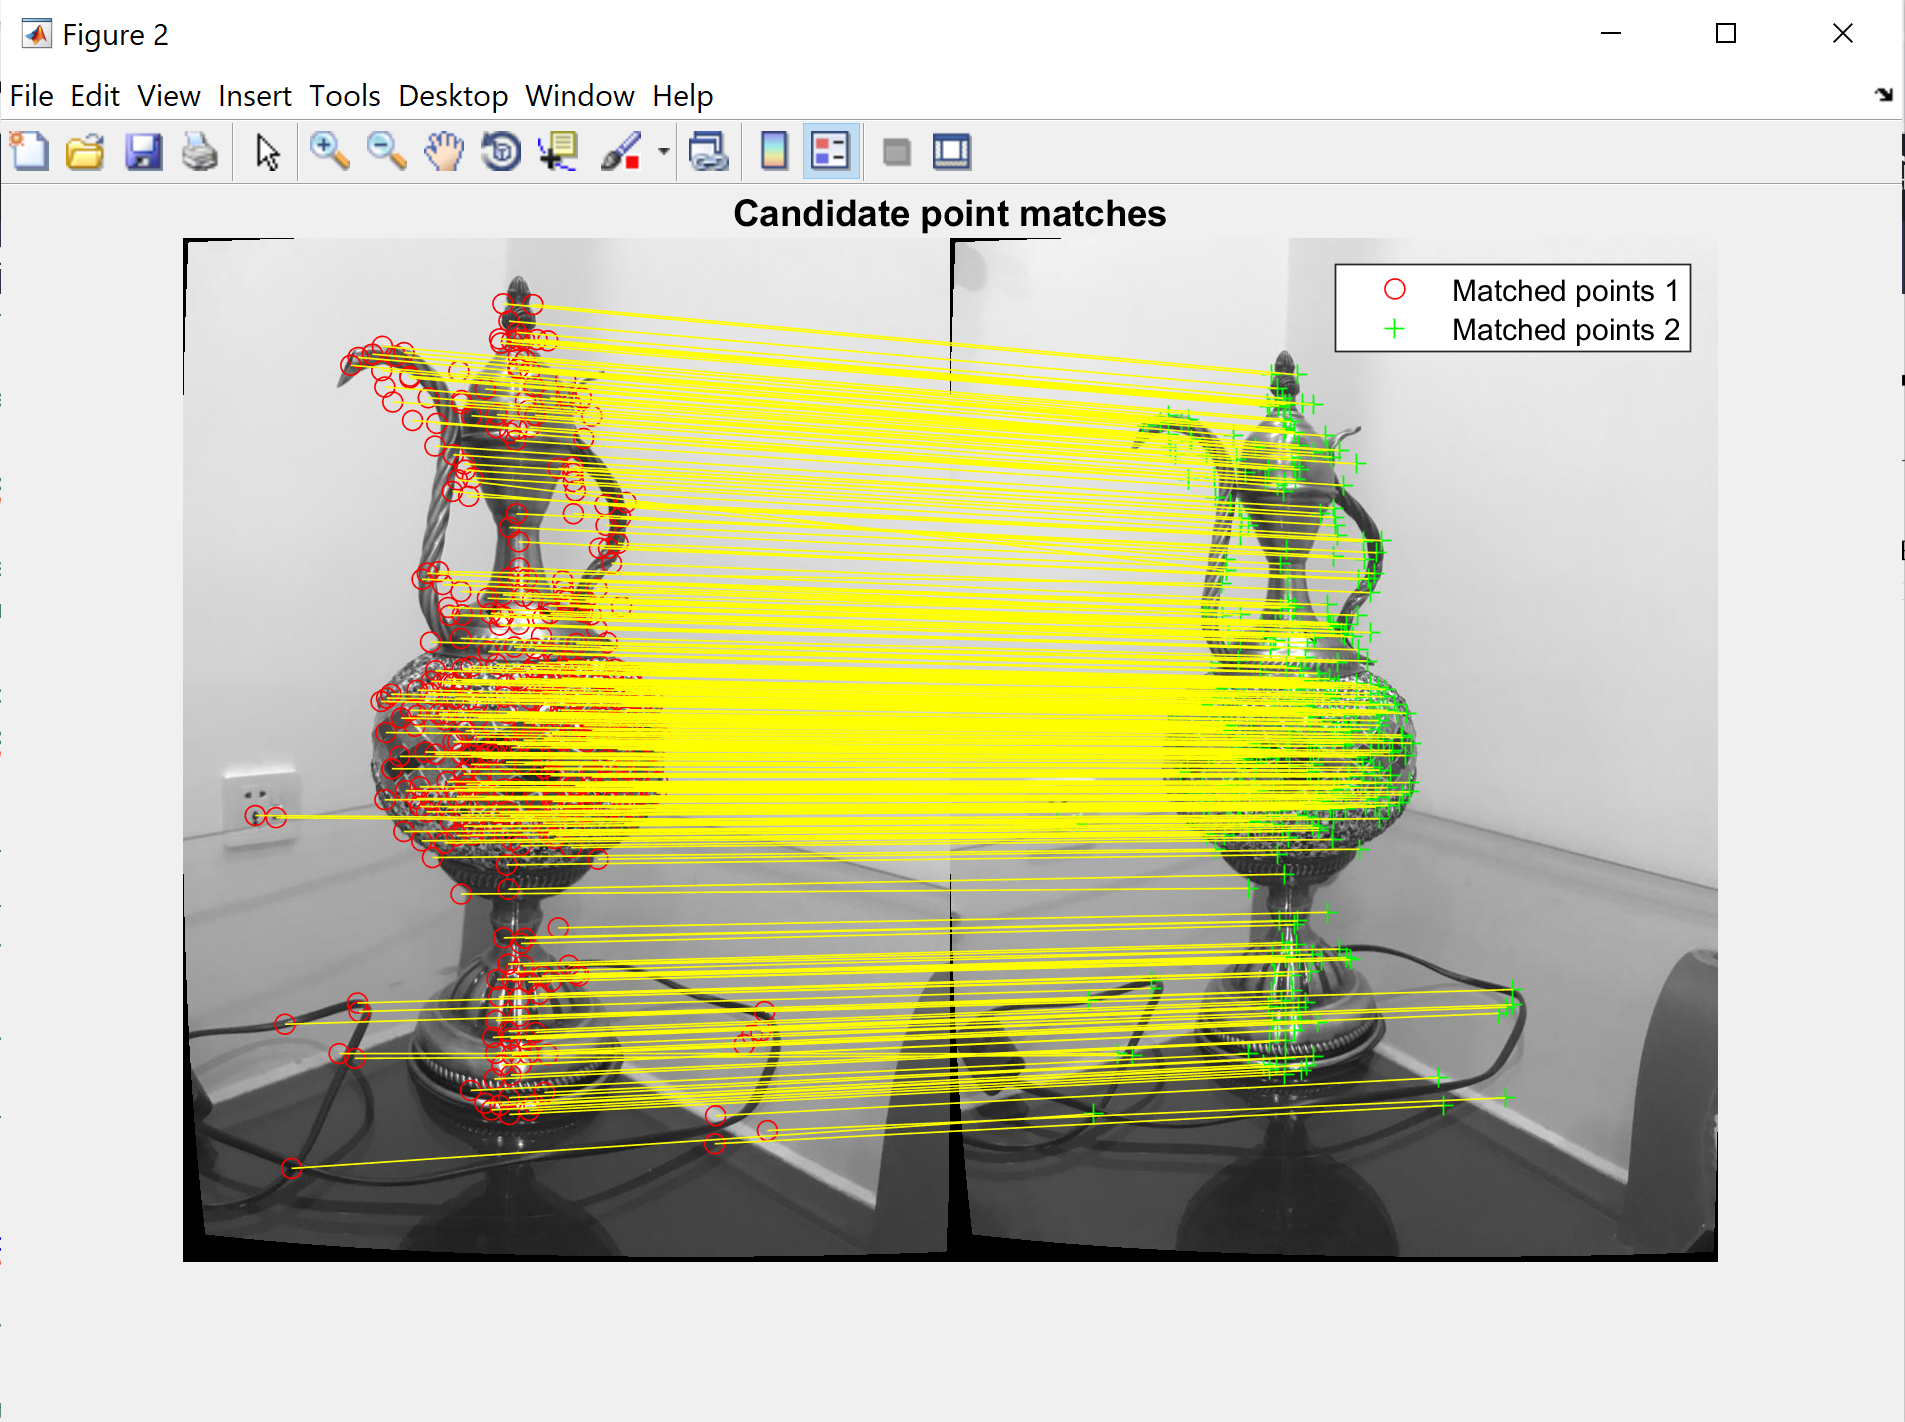 Figure 2
File Edit View Insert Tools Desktop Window Help
Candidate point matches
Matched points 1
Matched points 2